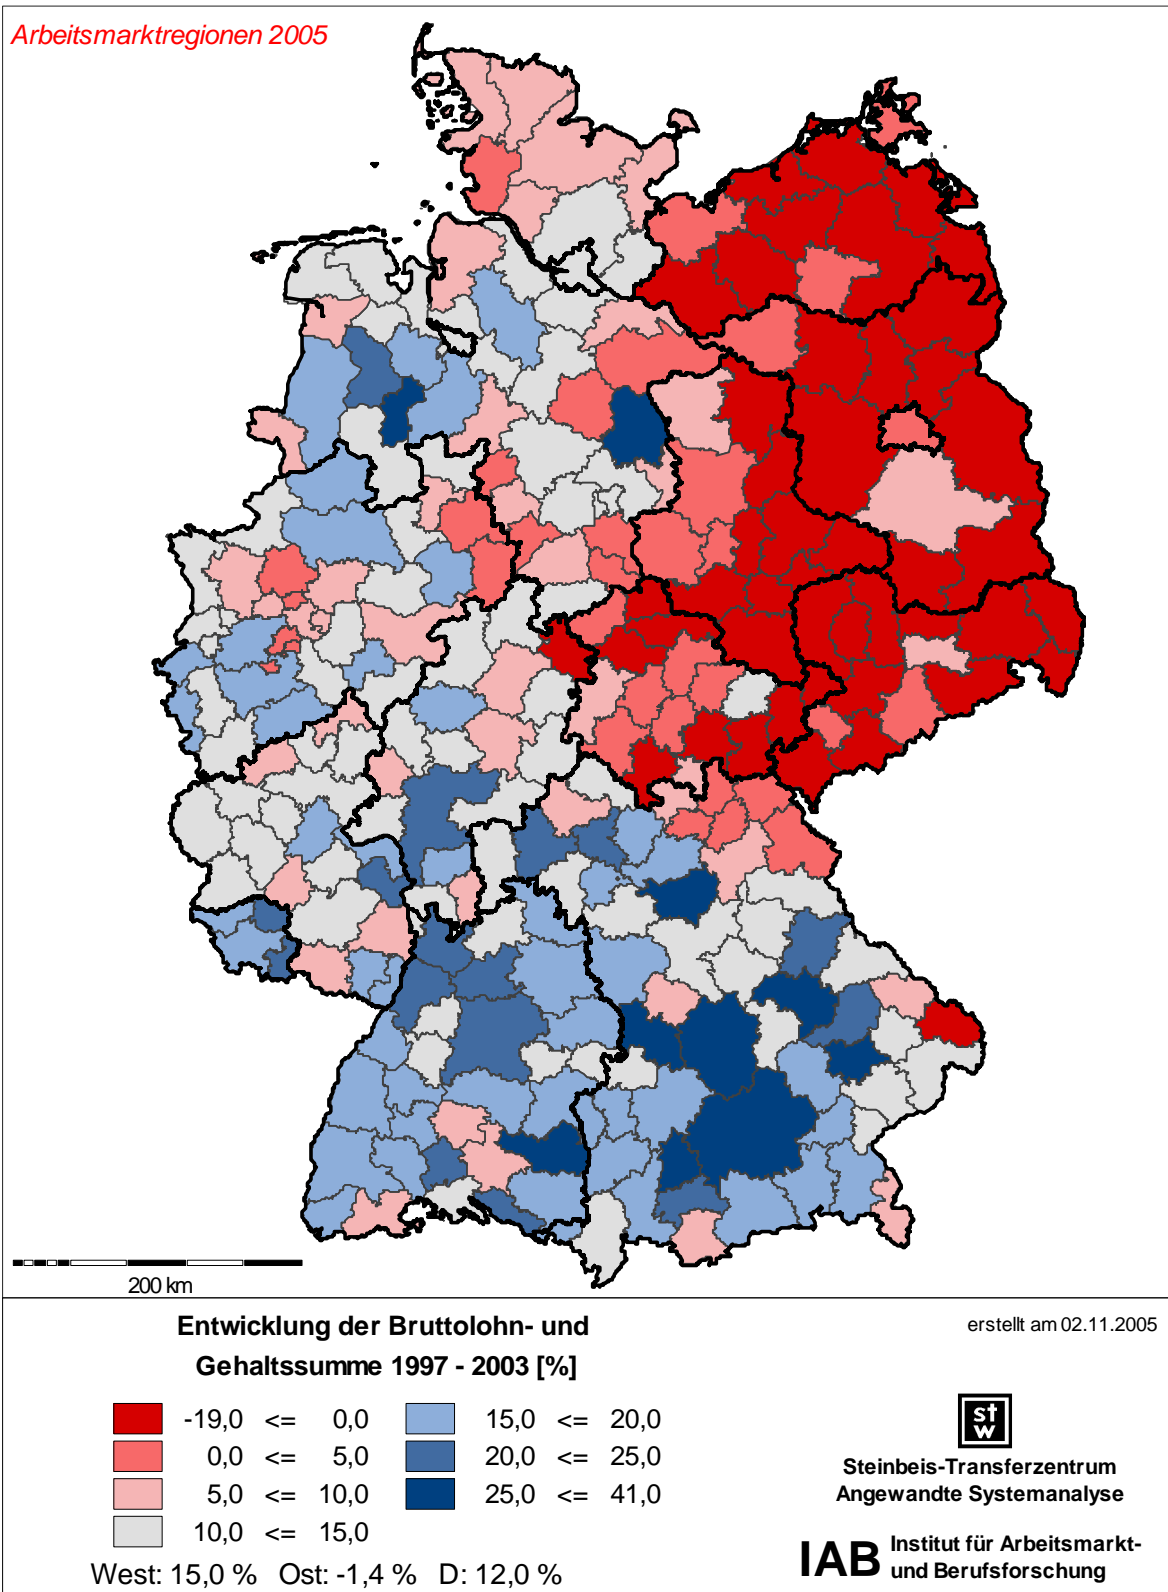 Arbeitsmarktregionen 2005
200 km
Entwicklung der Bruttolohn- und
Gehaltssumme 1997 - 2003 [%]
-19,0 <= 0,0
0,0 <= 5,0
5,0 <= 10,0
10,0 <= 15,0
15,0 <= 20,0
20,0 <= 25,0
25,0 <= 41,0
West: 15,0 % Ost: -1,4 % D: 12,0 %
erstellt am 02.11.2005
st
w
Steinbeis-Transferzentrum
Angewandte Systemanalyse
IAB Institut für Arbeitsmarkt-
und Berufsforschung